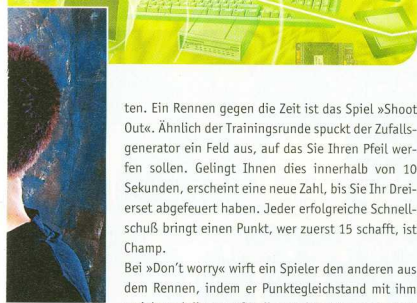 ten. Ein Rennen gegen die Zeit ist das Spiel »Shoot
Out«. Ähnlich der Trainingsrunde spuckt der Zufalls-
generator ein Feld aus, auf das Sie Ihren Pfeil wer-
fen sollen. Gelingt Ihnen dies innerhalb von 10
Sekunden, erscheint eine neue Zahl, bis Sie Ihr Drei-
erset abgefeuert haben. Jeder erfolgreiche Schnell-
schuß bringt einen Punkt, wer zuerst 15 schafft, ist
Champ.
Bei »Don't worry« wirft ein Spieler den anderen aus
dem Rennen, indem er Punktegleichstand mit ihm